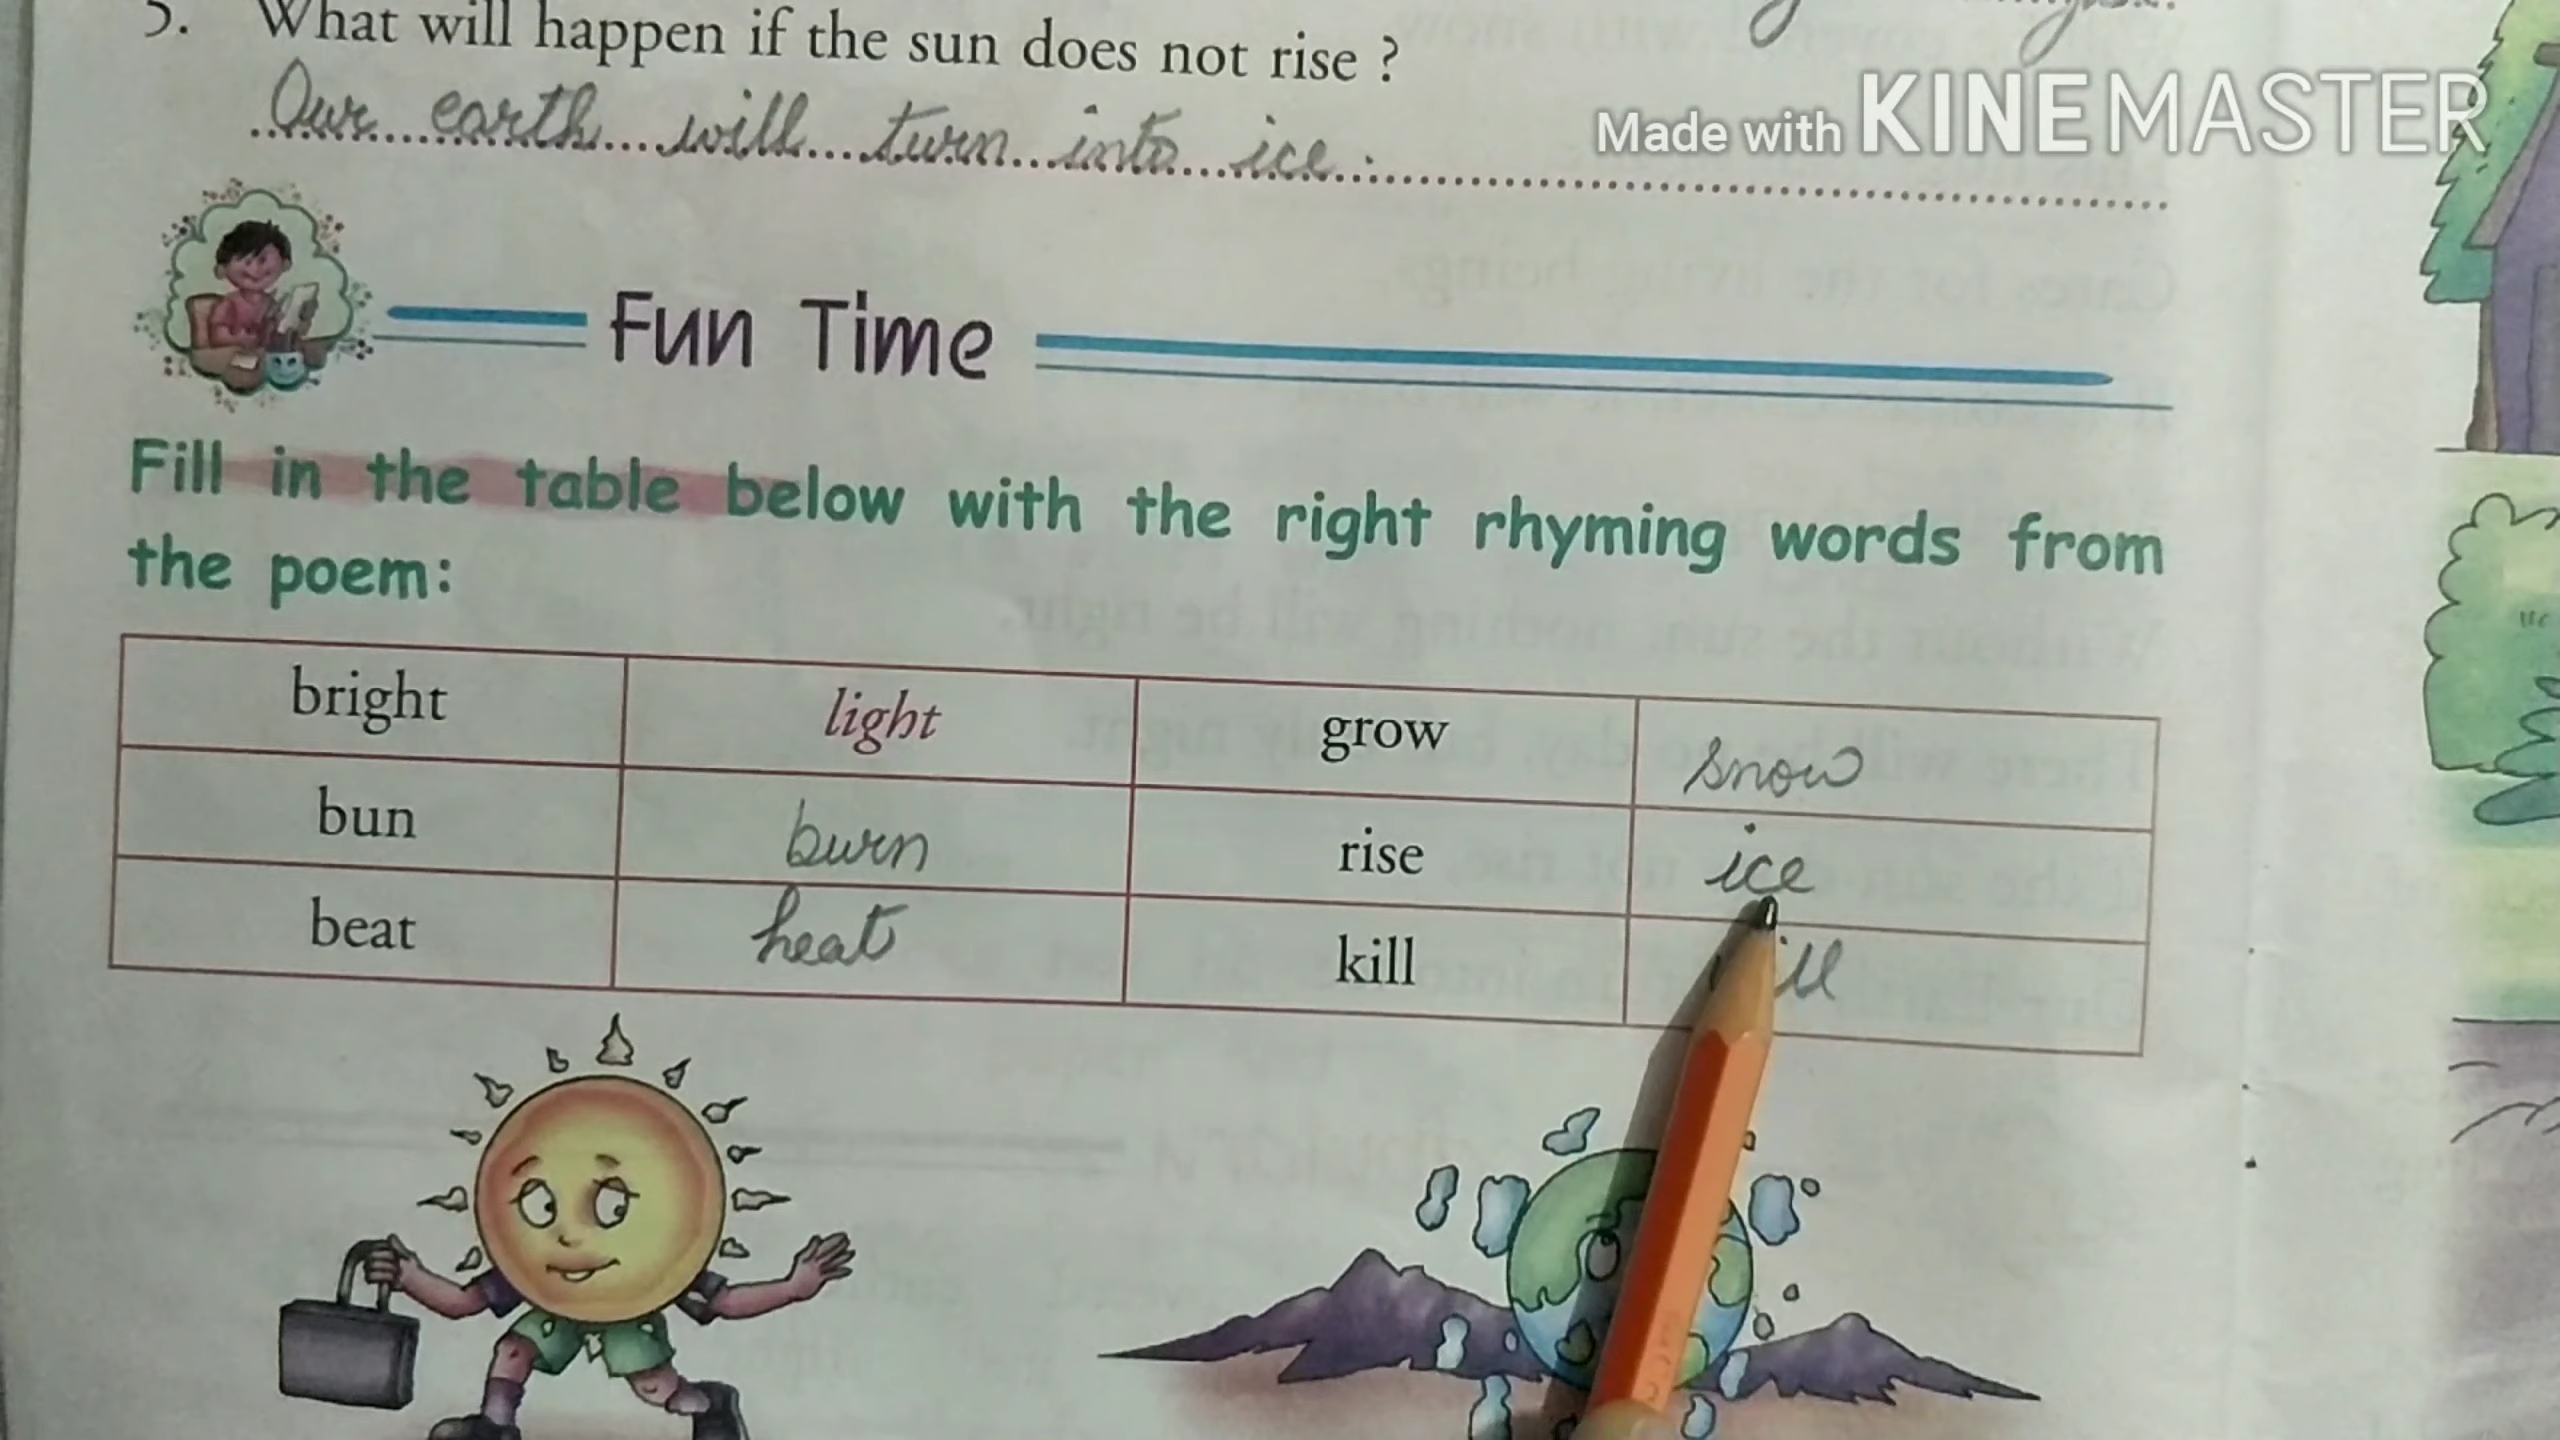 5. What will happen if the sun does not rise ?
Our earth will turn into ice.
Made with KINEMASTER
Fun Time
Fill in the table below with the right rhyming words from
the poem:
bright light grow snow
bun burn rise ice
beat heat kill